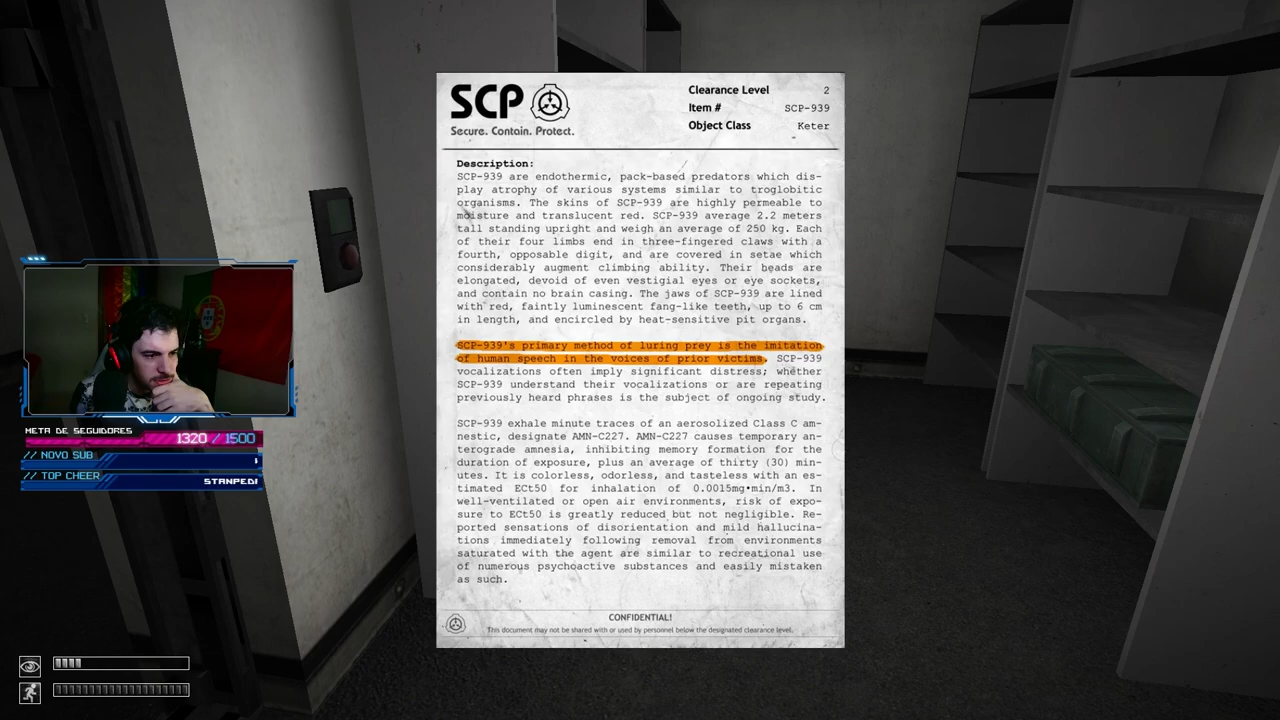 SCP
Secure. Contain. Protect.
Clearance Level 2
Item # SCP-939
Object Class Keter
Description:
SCP-939 are endothermic, pack-based predators which dis-
play atrophy of various systems similar to troglobitic
organisms. The skins of SCP-939 are highly permeable to
moisture and translucent red. SCP-939 average 2.2 meters
tall standing upright and weigh an average of 250 kg. Each
of their four limbs end in three-fingered claws with a
fourth, opposable digit, and are covered in setae which
considerably augment climbing ability. Their heads are
elongated, devoid of even vestigial eyes or eye sockets,
and contain no brain casing. The jaws of SCP-939 are lined
with red, faintly luminescent fang-like teeth, up to 6 cm
in length, and encircled by heat-sensitive pit organs.
SCP-939's primary method of luring prey is the imitation
of human speech in the voices of prior victims. SCP-939
vocalizations often imply significant distress; whether
SCP-939 understand their vocalizations or are repeating
previously heard phrases is the subject of ongoing study.
SCP-939 exhale minute traces of an aerosolized Class C am-
nestic, designate AMN-C227. AMN-C227 causes temporary an-
terograde amnesia, inhibiting memory formation for the
duration of exposure, plus an average of thirty (30) min-
utes. It is colorless, odorless, and tasteless with an es-
timated ECt50 for inhalation of 0.0015mg•min/m3. In
well-ventilated or open air environments, risk of expo-
sure to ECt50 is greatly reduced but not negligible. Re-
ported sensations of disorientation and mild hallucina-
tions immediately following removal from environments
saturated with the agent are similar to recreational use
of numerous psychoactive substances and easily mistaken
as such.
CONFIDENTIAL!
This document may not be shared with or used by personnel below the designated clearance level.
META DE SEGUIDORES
1320 / 1500
// NOVO SUB
// TOP CHEER
STANPEDI